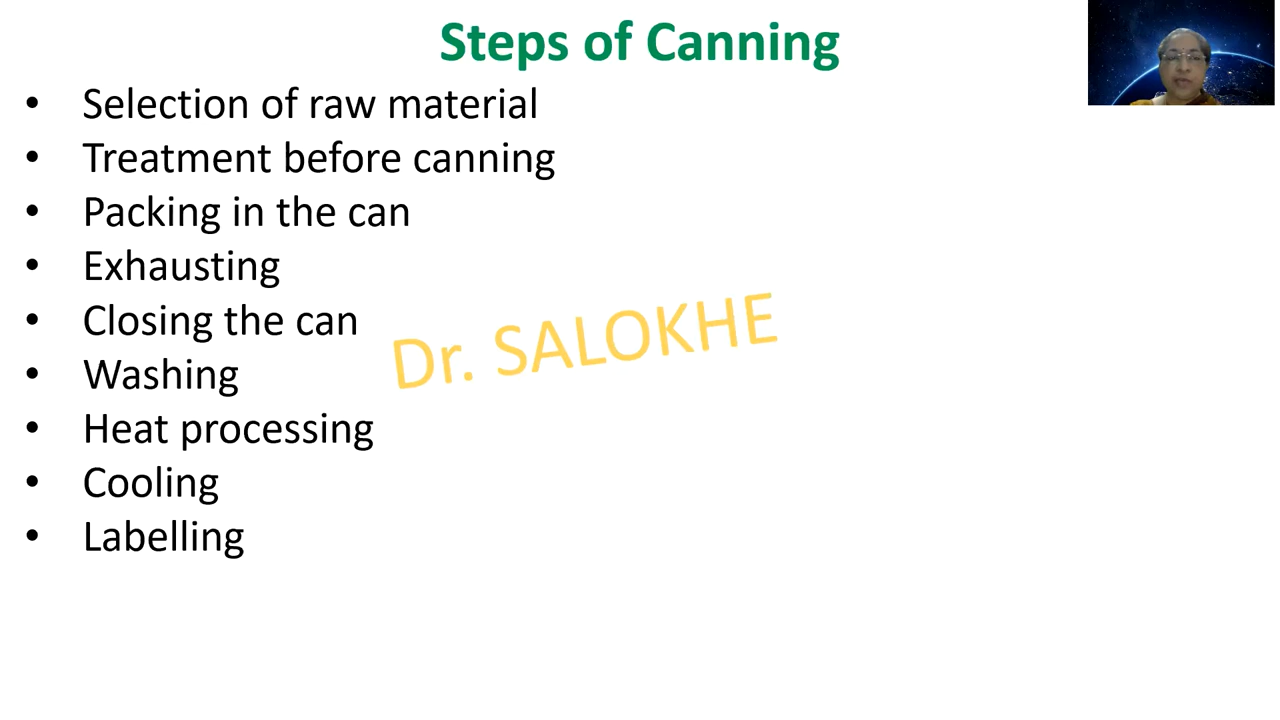 Steps of Canning
• Selection of raw material
• Treatment before canning
• Packing in the can
• Exhausting
• Closing the can
• Washing
• Heat processing
• Cooling
• Labelling
Dr. SALOKHE